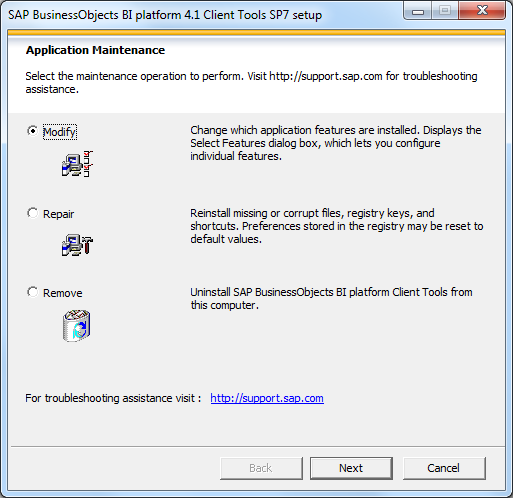 SAP BusinessObjects BI platform 4.1 Client Tools SP7 setup
Application Maintenance
Select the maintenance operation to perform. Visit http://support.sap.com for troubleshooting
assistance.
Modify
Change which application features are installed. Displays the
Select Features dialog box, which lets you configure
individual features.
Repair
Reinstall missing or corrupt files, registry keys, and
shortcuts. Preferences stored in the registry may be reset to
default values.
Remove
Uninstall SAP BusinessObjects BI platform Client Tools from
this computer.
For troubleshooting assistance visit : http://support.sap.com
Back Next Cancel